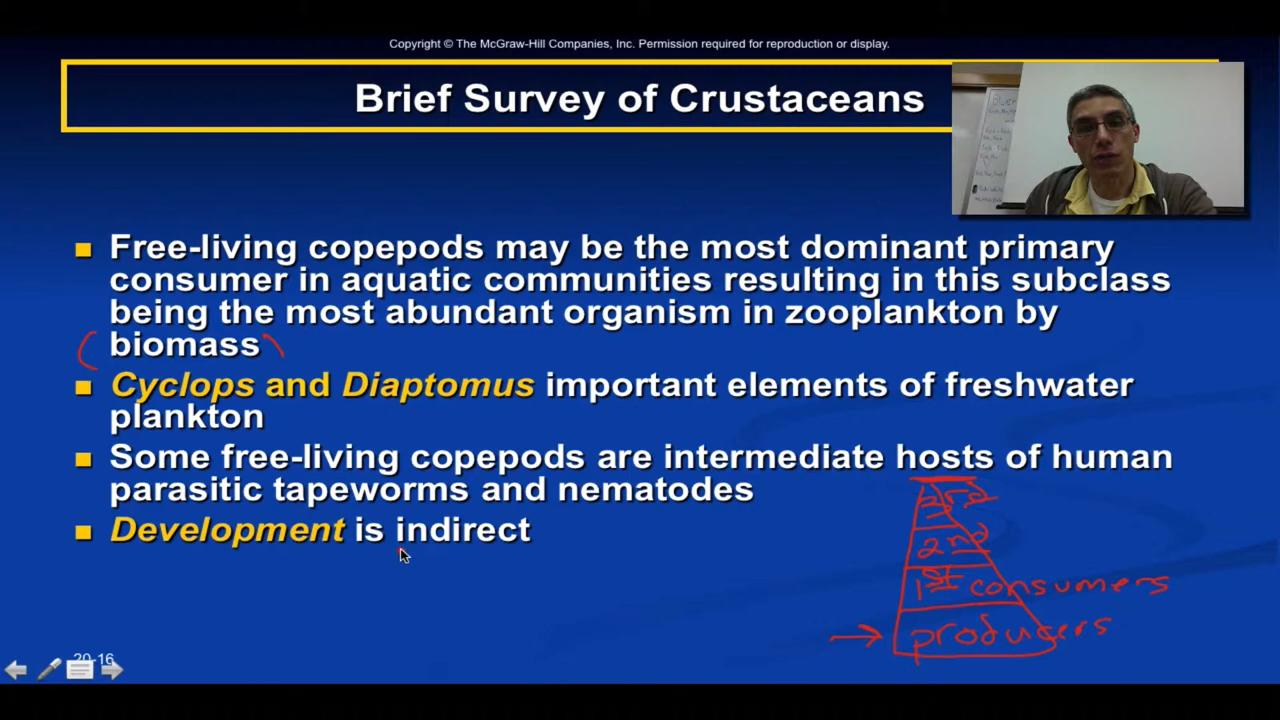 Copyright © The McGraw-Hill Companies, Inc. Permission required for reproduction or display.
Brief Survey of Crustaceans
Free-living copepods may be the most dominant primary
consumer in aquatic communities resulting in this subclass
being the most abundant organism in zooplankton by
biomass
Cyclops and Diaptomus important elements of freshwater
plankton
Some free-living copepods are intermediate hosts of human
parasitic tapeworms and nematodes
Development is indirect
3rd
2nd
1st consumers
producers
20-16